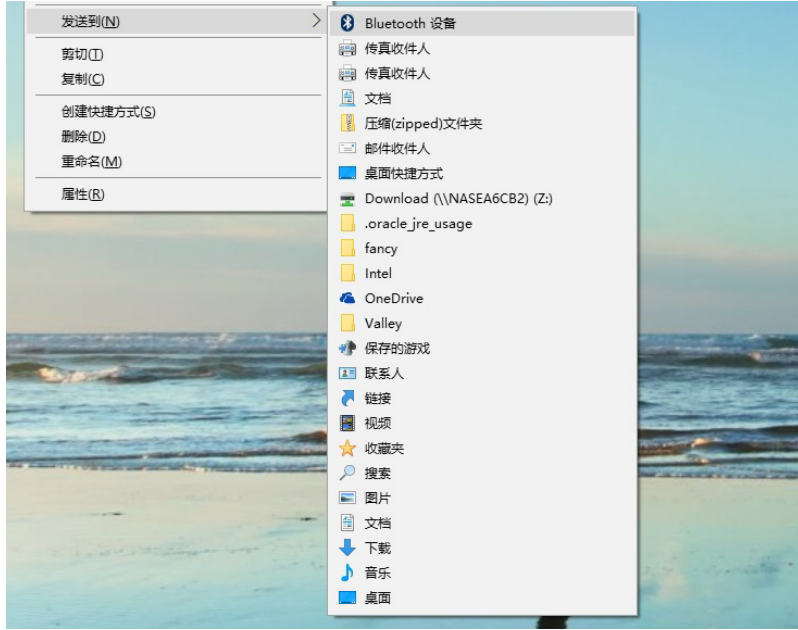 发送到(N)
剪切(T)
复制(C)
创建快捷方式(S)
删除(D)
重命名(M)
属性(R)
Bluetooth 设备
传真收件人
传真收件人
文档
压缩(zipped)文件夹
邮件收件人
桌面快捷方式
Download (\\NASEA6CB2) (Z:)
.oracle_jre_usage
fancy
Intel
OneDrive
Valley
保存的游戏
联系人
链接
视频
收藏夹
搜索
图片
文档
下载
音乐
桌面